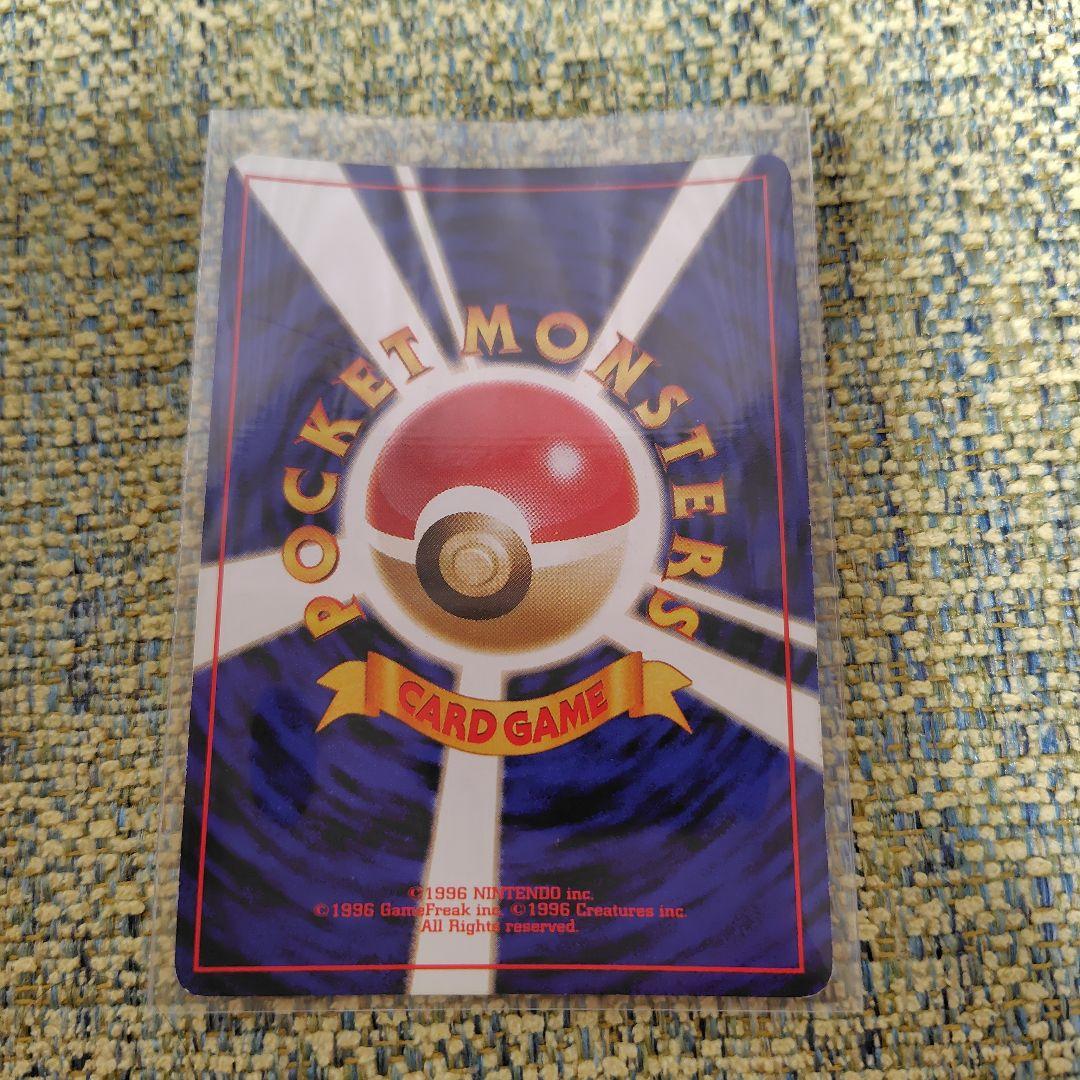 POCKET MONSTERS
CARD GAME
©1996 NINTENDO inc.
©1996 GameFreak inc. ©1996 Creatures inc.
All Rights reserved.